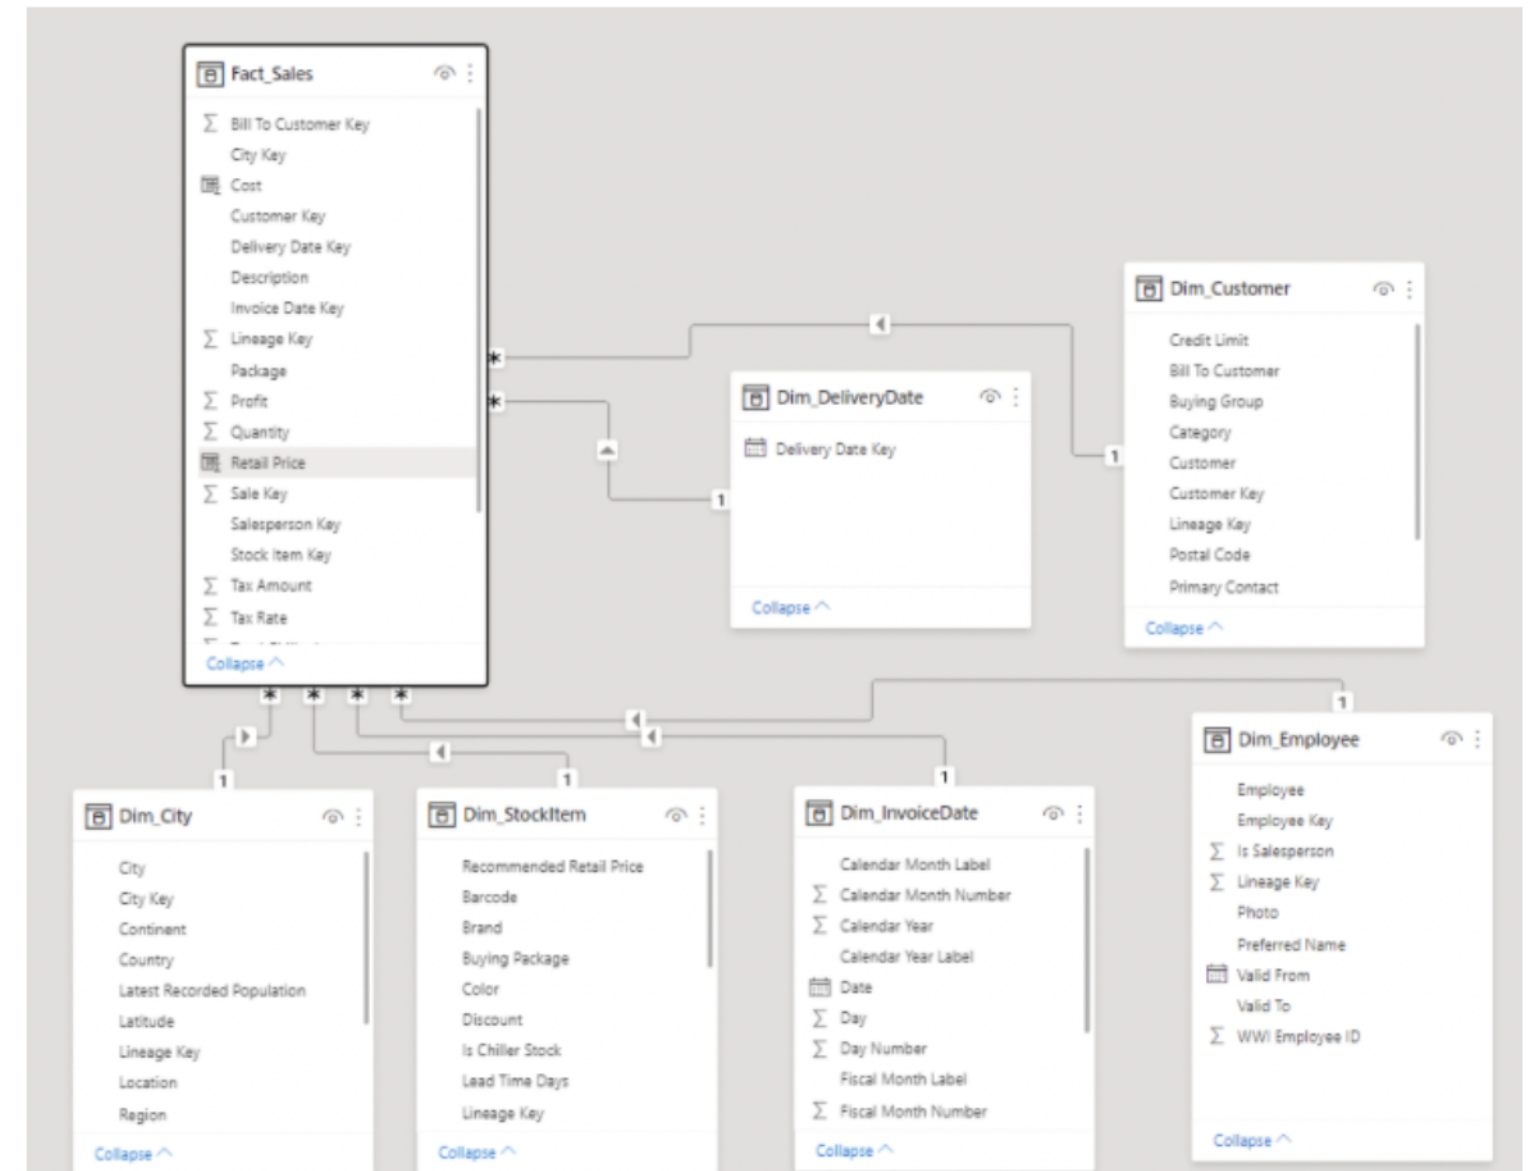 Fact_Sales
Bill To Customer Key
City Key
Cost
Customer Key
Delivery Date Key
Description
Invoice Date Key
Lineage Key
Package
Profit
Quantity
Retail Price
Sale Key
Salesperson Key
Stock Item Key
Tax Amount
Tax Rate
Collapse
*
*
*
*
*
*
Dim_DeliveryDate
Delivery Date Key
Collapse
1
Dim_Customer
Credit Limit
Bill To Customer
Buying Group
Category
Customer
Customer Key
Lineage Key
Postal Code
Primary Contact
Collapse
1
1
Dim_City
City
City Key
Continent
Country
Latest Recorded Population
Latitude
Lineage Key
Location
Region
Collapse
1
Dim_StockItem
Recommended Retail Price
Barcode
Brand
Buying Package
Color
Discount
Is Chiller Stock
Lead Time Days
Lineage Key
Collapse
1
Dim_InvoiceDate
Calendar Month Label
Calendar Month Number
Calendar Year
Calendar Year Label
Date
Day
Day Number
Fiscal Month Label
Fiscal Month Number
Collapse
1
Dim_Employee
Employee
Employee Key
Is Salesperson
Lineage Key
Photo
Preferred Name
Valid From
Valid To
WWI Employee ID
Collapse